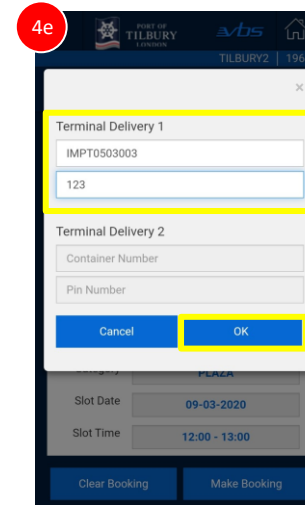 4e
PORT OF
TILBURY
LONDON
avbs
TILBURY2 | 196
×
Terminal Delivery 1
IMPT0503003
123
Terminal Delivery 2
Container Number
Pin Number
Cancel OK
Category PLAZA
Slot Date 09-03-2020
Slot Time 12:00 - 13:00
Clear Booking Make Booking